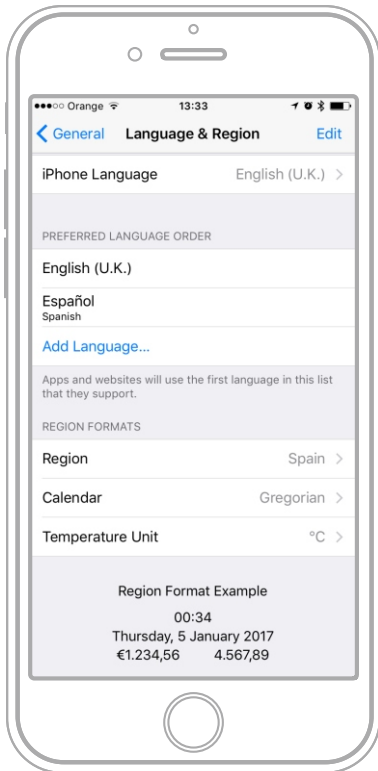 Orange 13:33
General Language & Region Edit
iPhone Language English (U.K.)
PREFERRED LANGUAGE ORDER
English (U.K.)
Español
Spanish
Add Language...
Apps and websites will use the first language in this list
that they support.
REGION FORMATS
Region Spain
Calendar Gregorian
Temperature Unit °C
Region Format Example
00:34
Thursday, 5 January 2017
€1.234,56 4.567,89